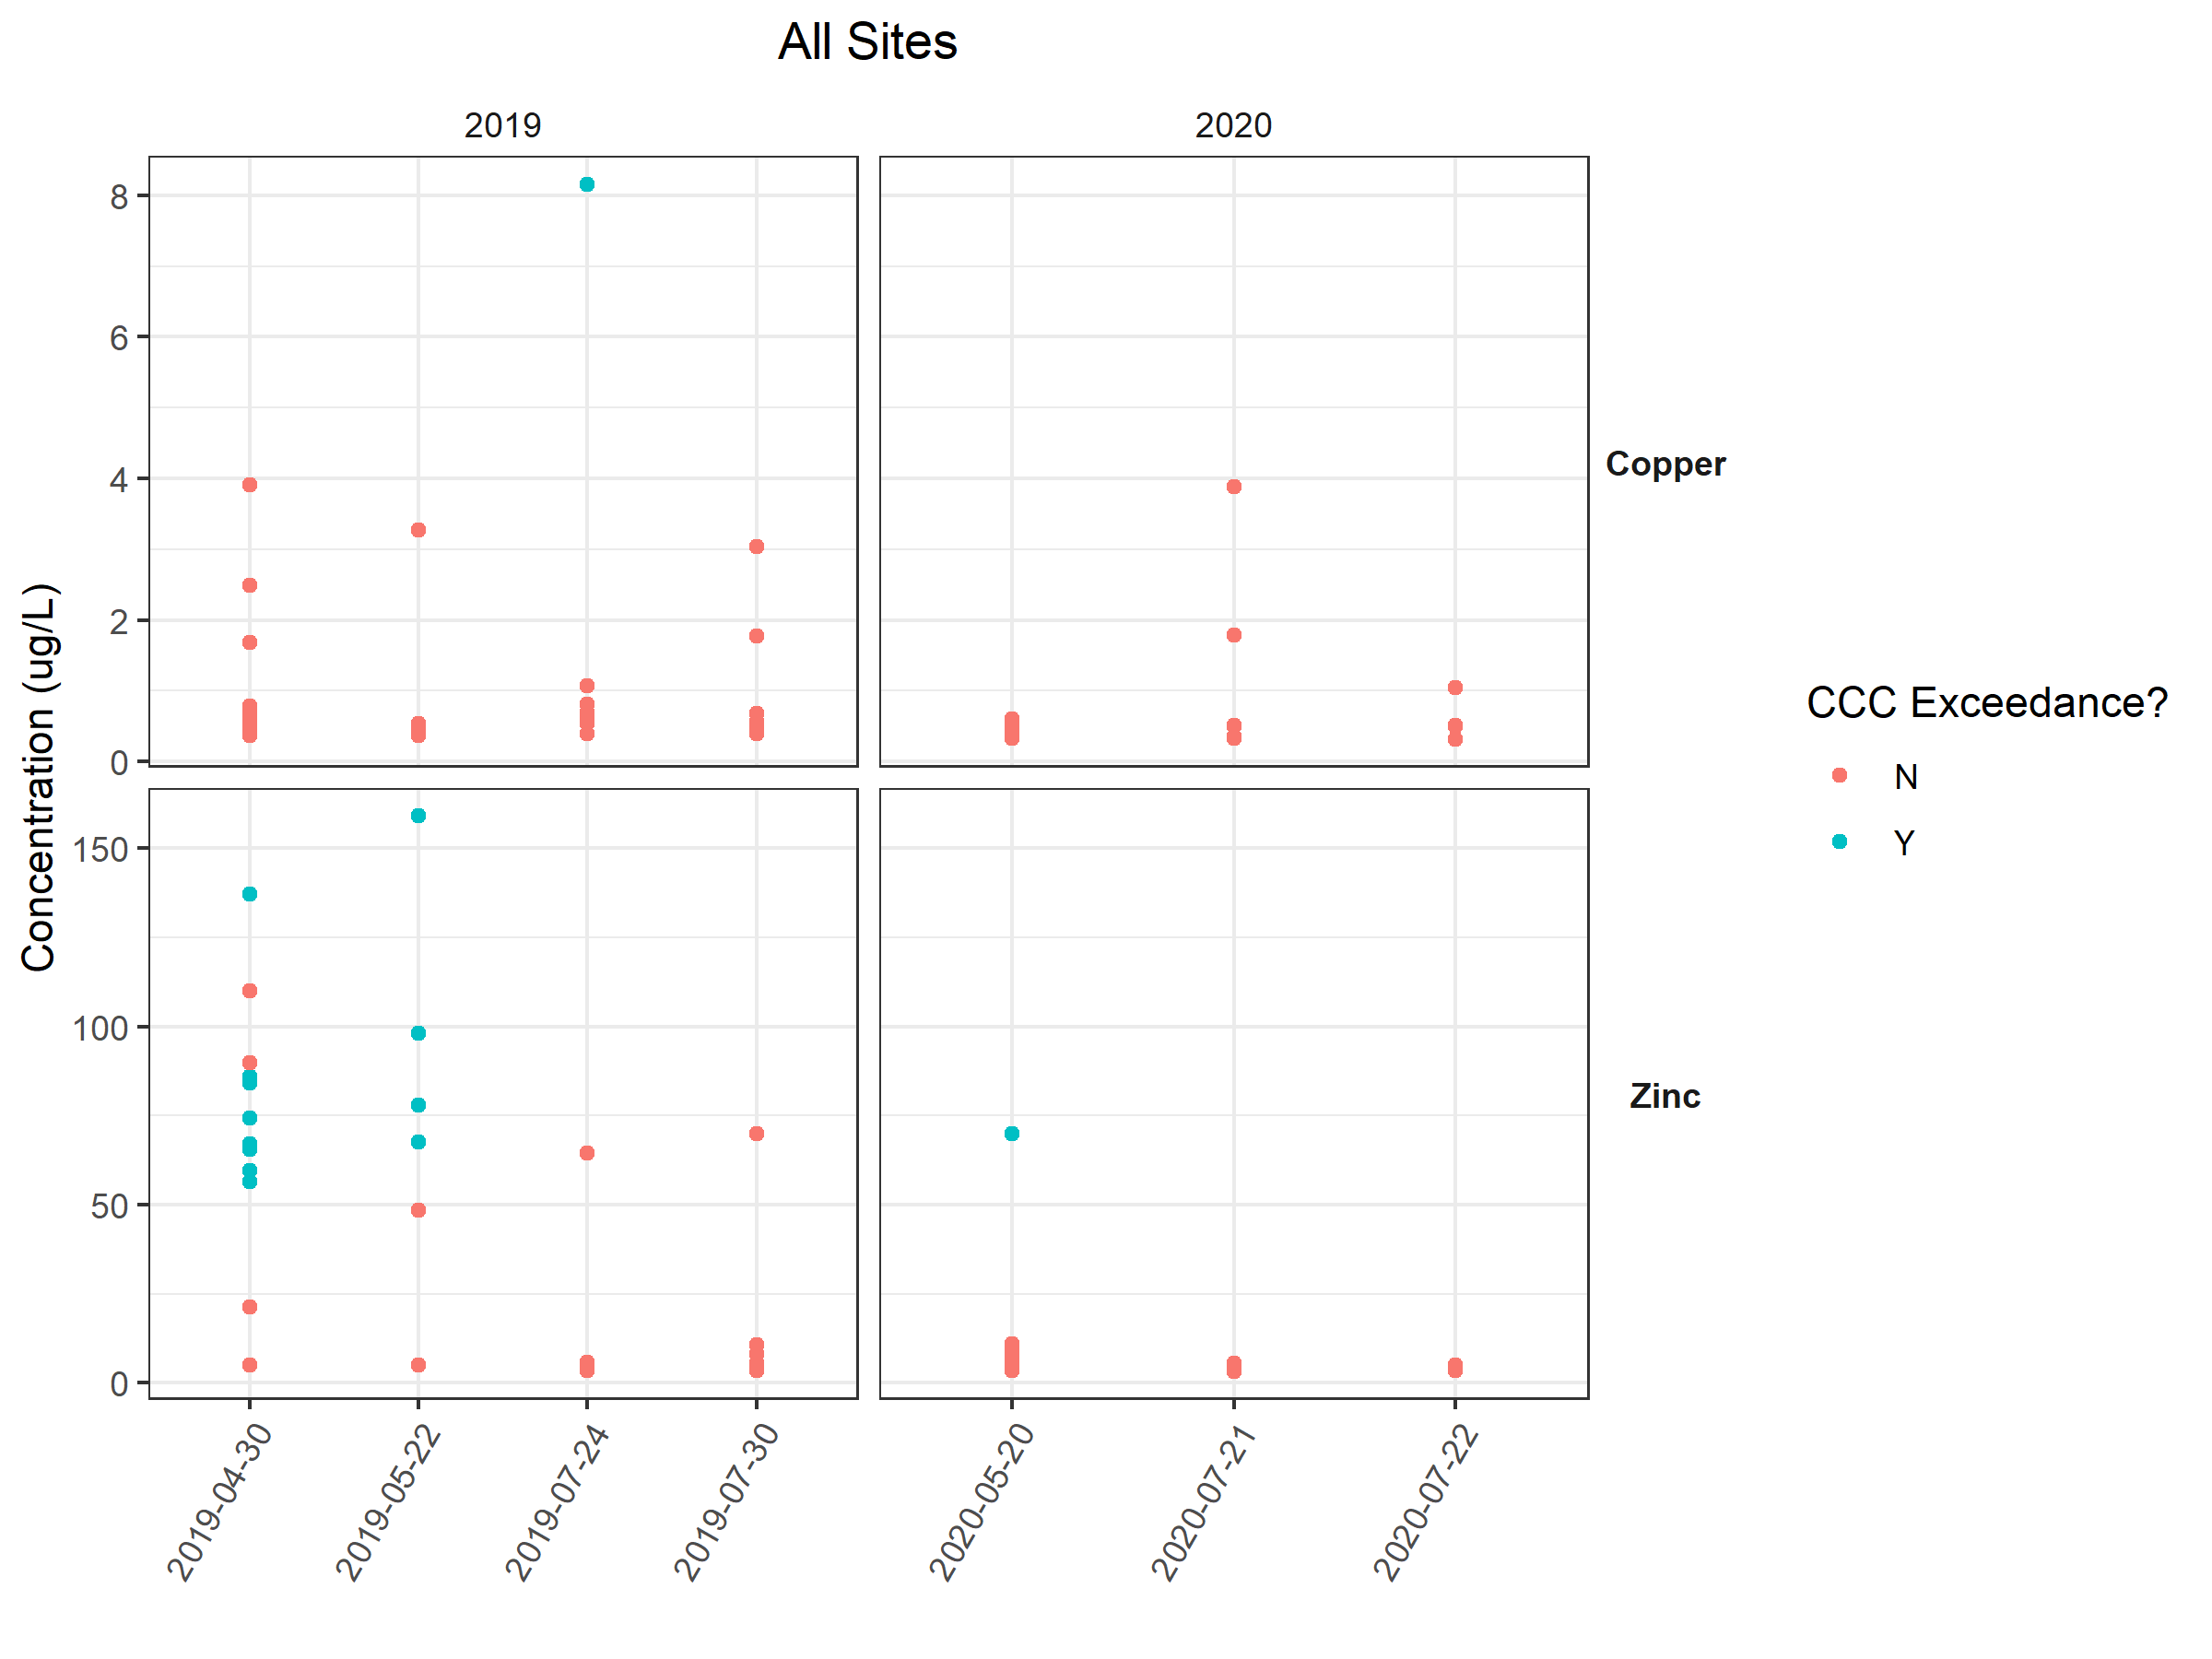 All Sites
2019
2020
8
6
4
2
0
Copper
150
100
50
0
Zinc
Concentration (ug/L)
2019-04-30
2019-05-22
2019-07-24
2019-07-30
2020-05-20
2020-07-21
2020-07-22
CCC Exceedance?
N
Y